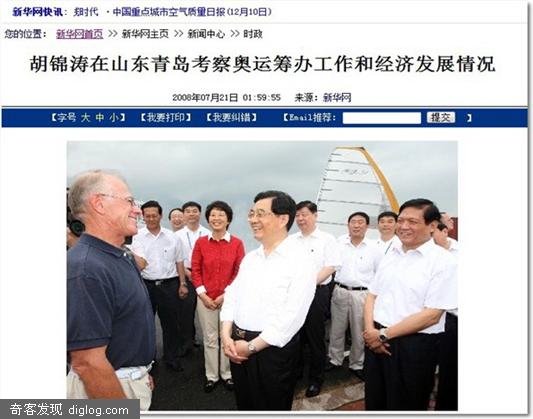 新华网快讯：技时代 · 中国重点城市空气质量日报(12月10日)
您的位置： 新华网首页 >> 新华网主页 >> 新闻中心 >> 时政
胡锦涛在山东青岛考察奥运筹办工作和经济发展情况
2008年07月21日 01:59:55 来源：新华网
【字号 大 中 小】 【我要打印】 【我要纠错】 【Email推荐： 提交 】
奇客发现 diglog.com